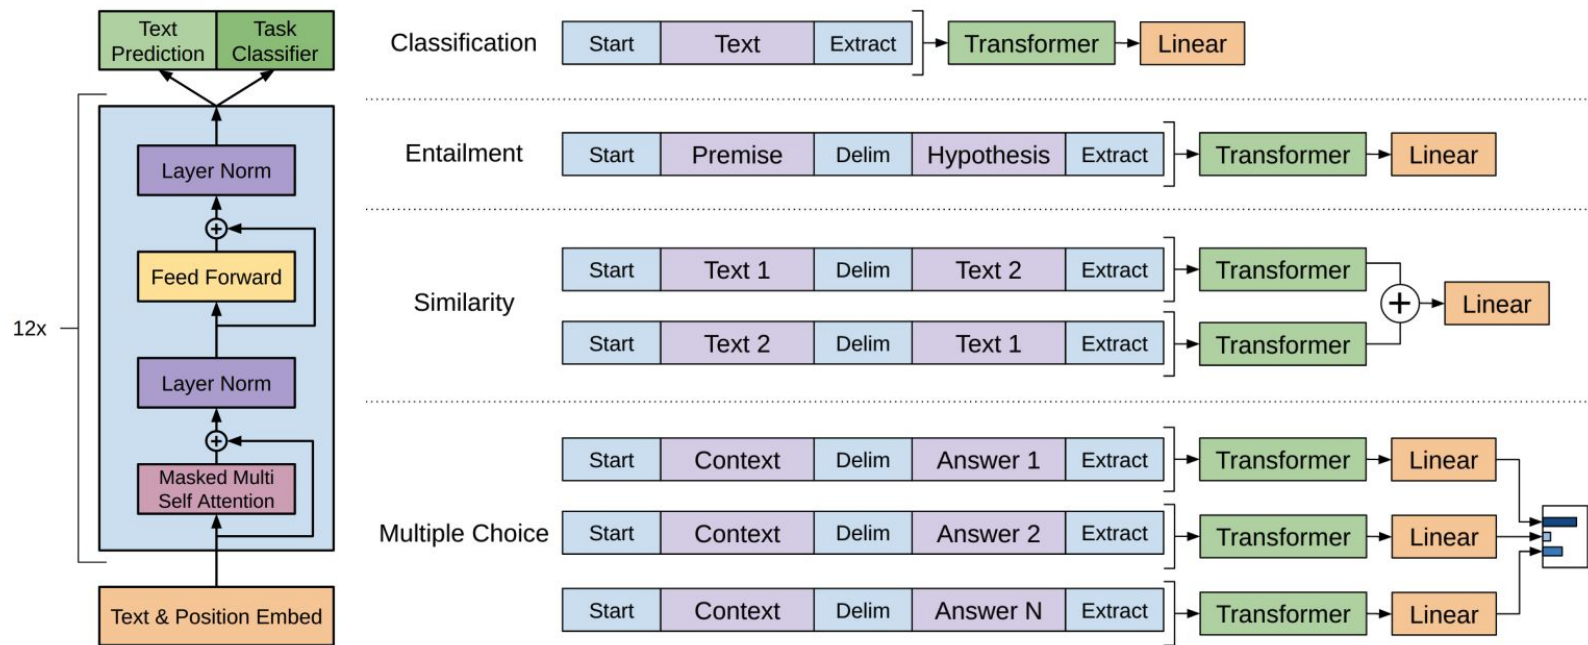 Text
Prediction
Task
Classifier
Layer Norm
Feed Forward
12x
Layer Norm
Masked Multi
Self Attention
Text & Position Embed
Classification Start Text Extract Transformer Linear
Entailment Start Premise Delim Hypothesis Extract Transformer Linear
Similarity
Start Text 1 Delim Text 2 Extract Transformer
+ Linear
Start Text 2 Delim Text 1 Extract Transformer
Multiple Choice
Start Context Delim Answer 1 Extract Transformer Linear
Start Context Delim Answer 2 Extract Transformer Linear
Start Context Delim Answer N Extract Transformer Linear